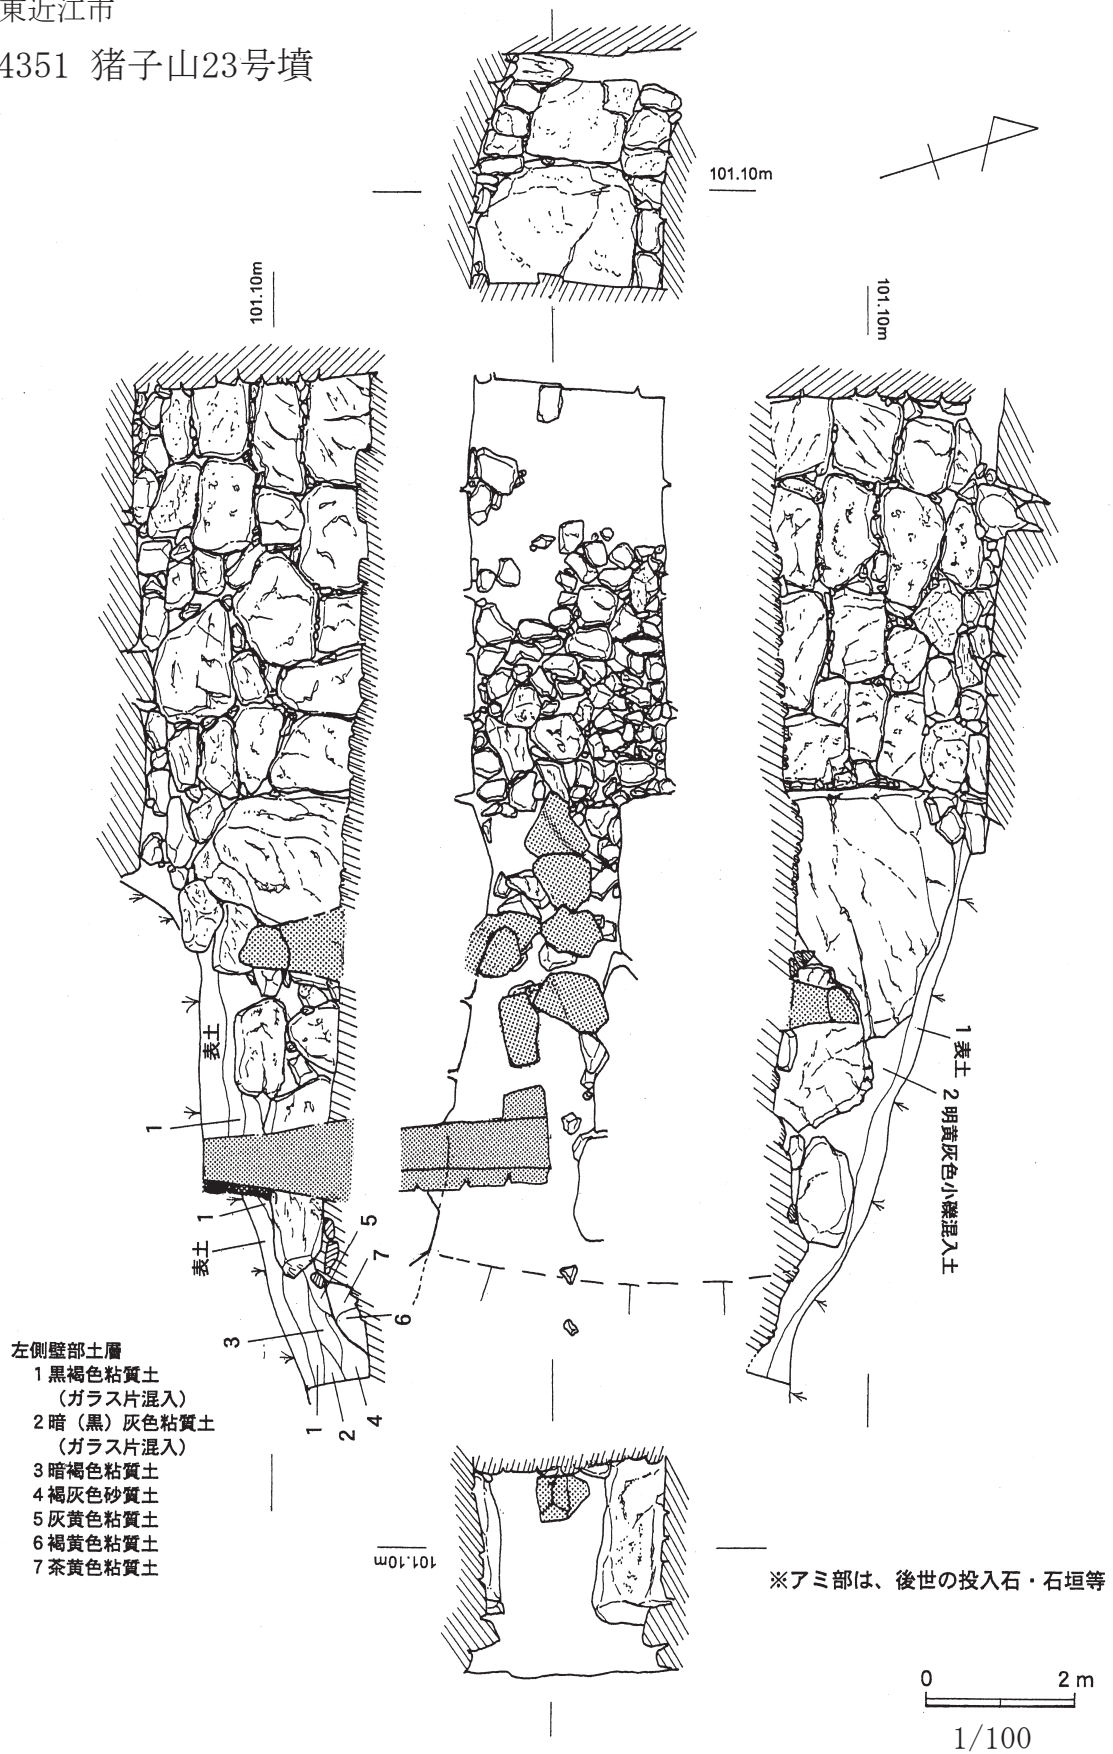 東近江市
4351 猪子山23号墳
101.10m
101.10m
101.10m
表土
1
1 表土
2 明黄灰色小礫混入土
1
表土
5
7
6
3
1
2
4
左側壁部土層
1 黒褐色粘質土
(ガラス片混入)
2 暗(黒)灰色粘質土
(ガラス片混入)
3 暗褐色粘質土
4 褐灰色砂質土
5 灰黄色粘質土
6 褐黄色粘質土
7 茶黄色粘質土
101.10m
※アミ部は、後世の投入石・石垣等
0 2 m
1/100